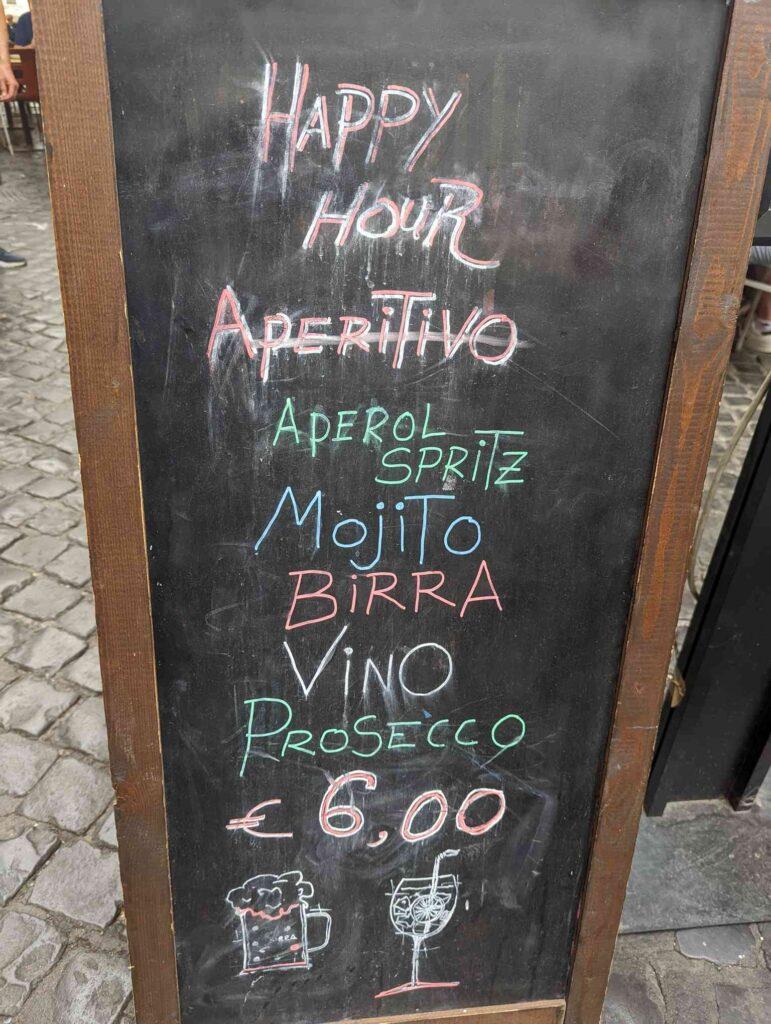 HAPPY
HOUR
APERITIVO
APEROL
SPRITZ
MOJITO
BIRRA
VINO
PROSECCO
€ 6,00